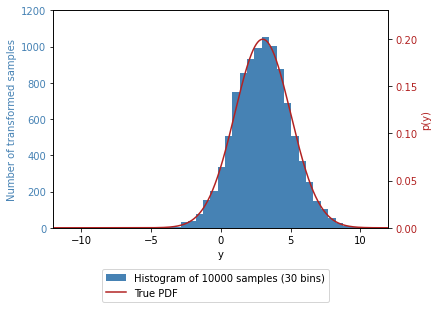 1200
1000
800
600
400
200
0
Number of transformed samples
0.20
0.15
0.10
0.05
0.00
p(y)
−10 −5 0 5 10
y
Histogram of 10000 samples (30 bins)
True PDF